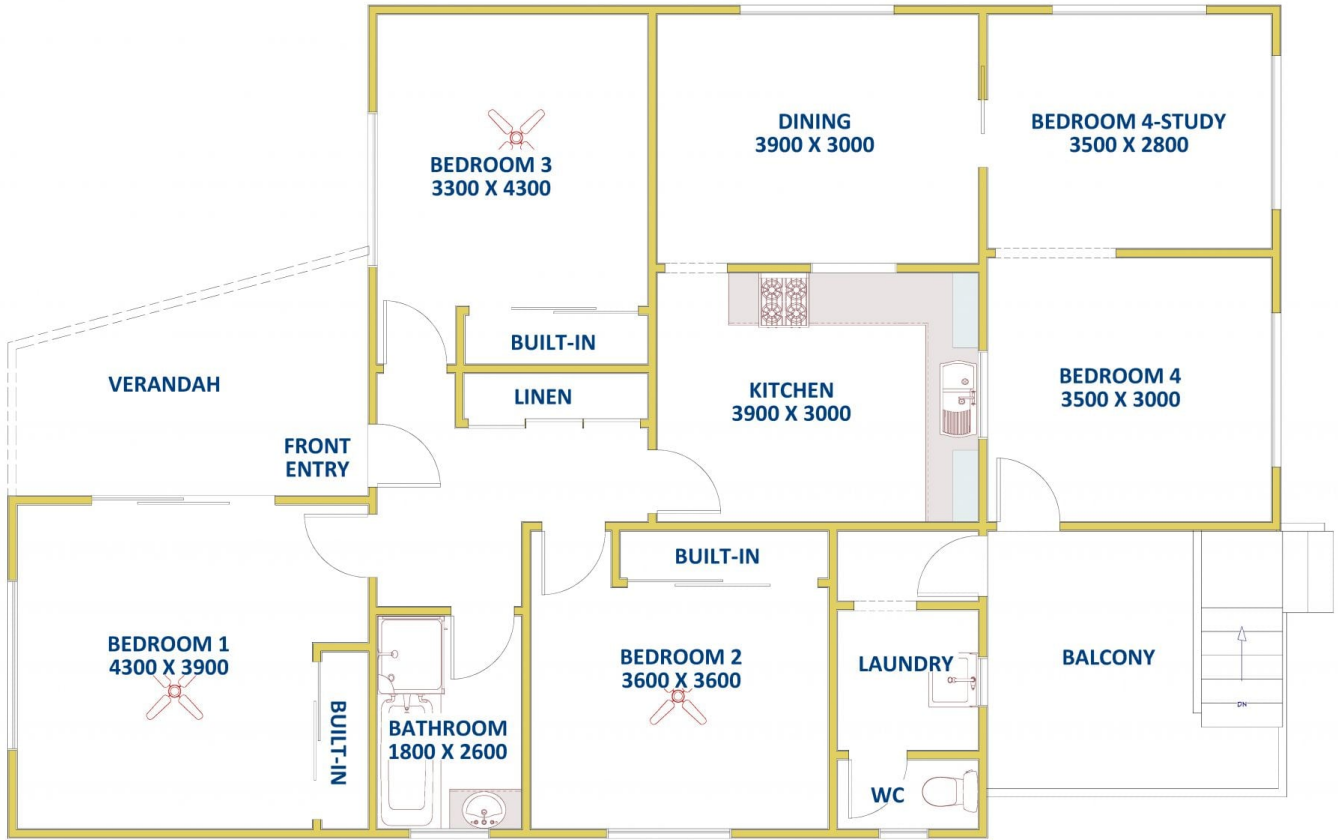 BEDROOM 3
3300 X 4300
DINING
3900 X 3000
BEDROOM 4-STUDY
3500 X 2800
BUILT-IN
LINEN
VERANDAH
FRONT
ENTRY
KITCHEN
3900 X 3000
BEDROOM 4
3500 X 3000
BUILT-IN
BEDROOM 1
4300 X 3900
BUILT-IN
BATHROOM
1800 X 2600
BEDROOM 2
3600 X 3600
LAUNDRY
WC
BALCONY
DN